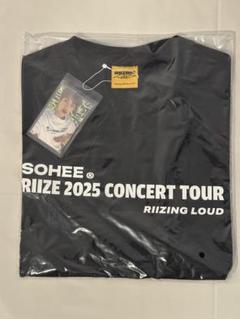 SOHEE®
RIIZE 2025 CONCERT TOUR
RIIZING LOUD